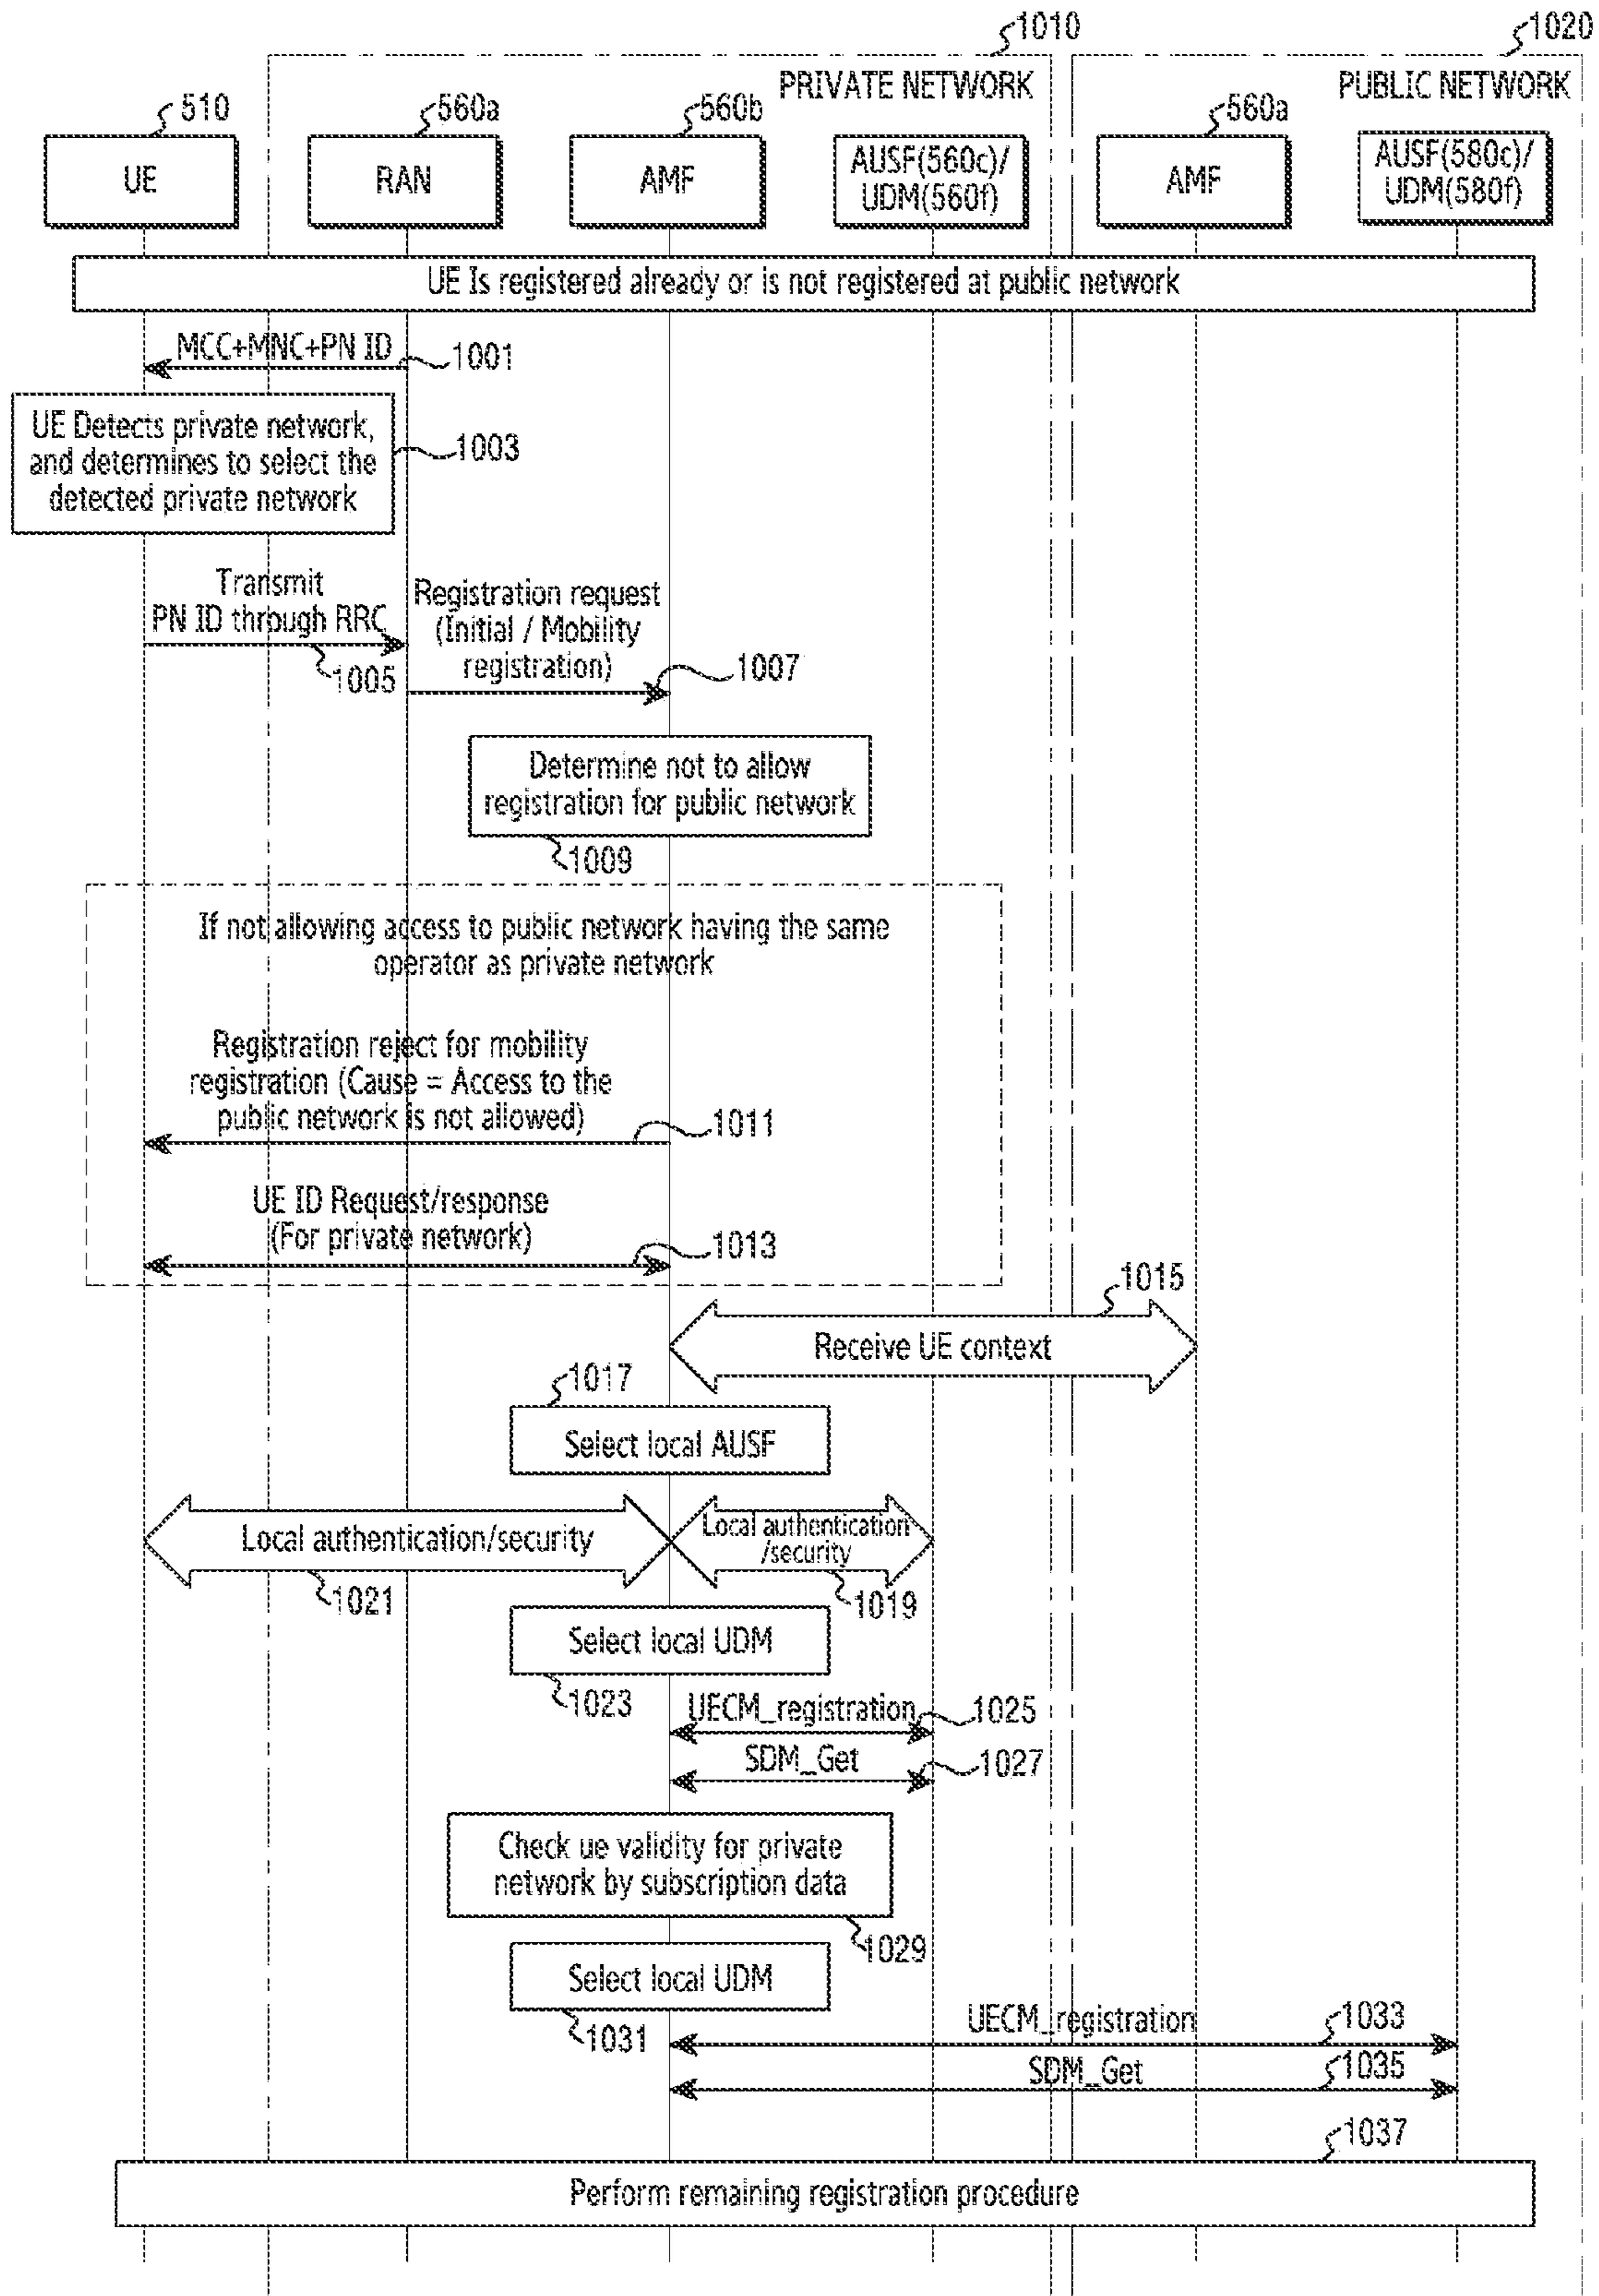 1010
1020
PRIVATE NETWORK
PUBLIC NETWORK
510
560a
560b
560a
UE
RAN
AMF
AUSF(560c)/
UDM(560f)
AMF
AUSF(580c)/
UDM(580f)
UE Is registered already or is not registered at public network
MCC+MNC+PN ID
1001
UE Detects private network,
and determines to select the
detected private network
1003
Transmit
PN ID through RRC
1005
Registration request
(Initial / Mobility
registration)
1007
Determine not to allow
registration for public network
1009
If not allowing access to public network having the same
operator as private network
Registration reject for mobility
registration (Cause = Access to the
public network is not allowed)
1011
UE ID Request/response
(For private network)
1013
1015
Receive UE context
1017
Select local AUSF
Local authentication/security
1021
Local authentication
/security
1019
Select local UDM
1023
UECM_registration
1025
SDM_Get
1027
Check ue validity for private
network by subscription data
1029
Select local UDM
1031
UECM_registration
1033
SDM_Get
1035
1037
Perform remaining registration procedure